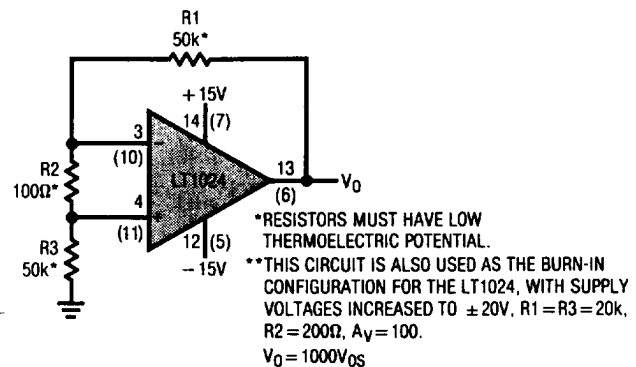 R1
50k*
+15V
14 (7)
3
(10)
−
R2
100Ω*
LT1024
13
(6)
V₀
4
(11)
+
R3
50k*
12 (5)
−15V
*RESISTORS MUST HAVE LOW
THERMOELECTRIC POTENTIAL.
**THIS CIRCUIT IS ALSO USED AS THE BURN-IN
CONFIGURATION FOR THE LT1024, WITH SUPPLY
VOLTAGES INCREASED TO ±20V, R1=R3=20k,
R2=200Ω, AV=100.
V₀=1000VOS